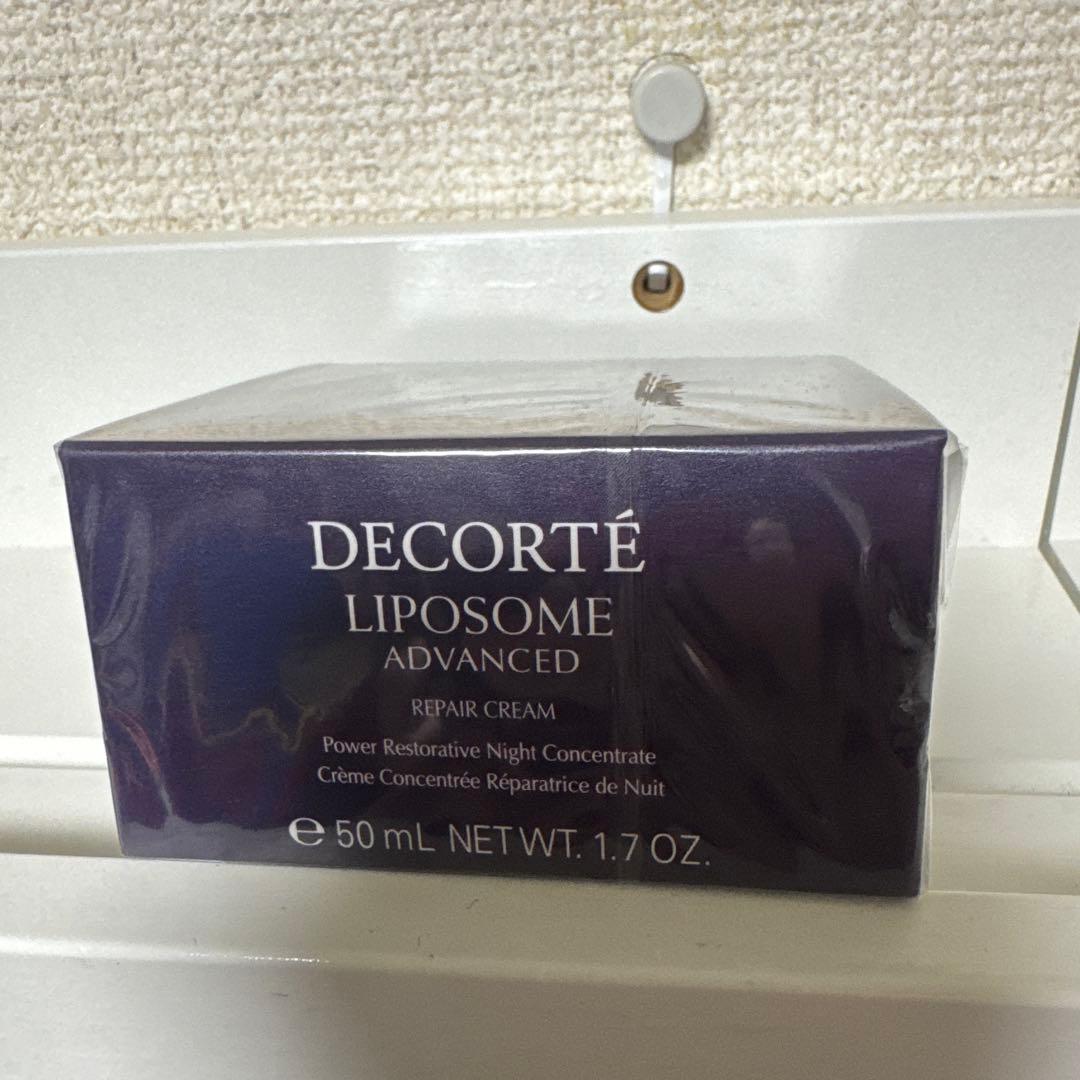 DECORTÉ
LIPOSOME
ADVANCED
REPAIR CREAM
Power Restorative Night Concentrate
Crème Concentrée Réparatrice de Nuit
℮ 50 mL NET WT. 1.7 OZ.